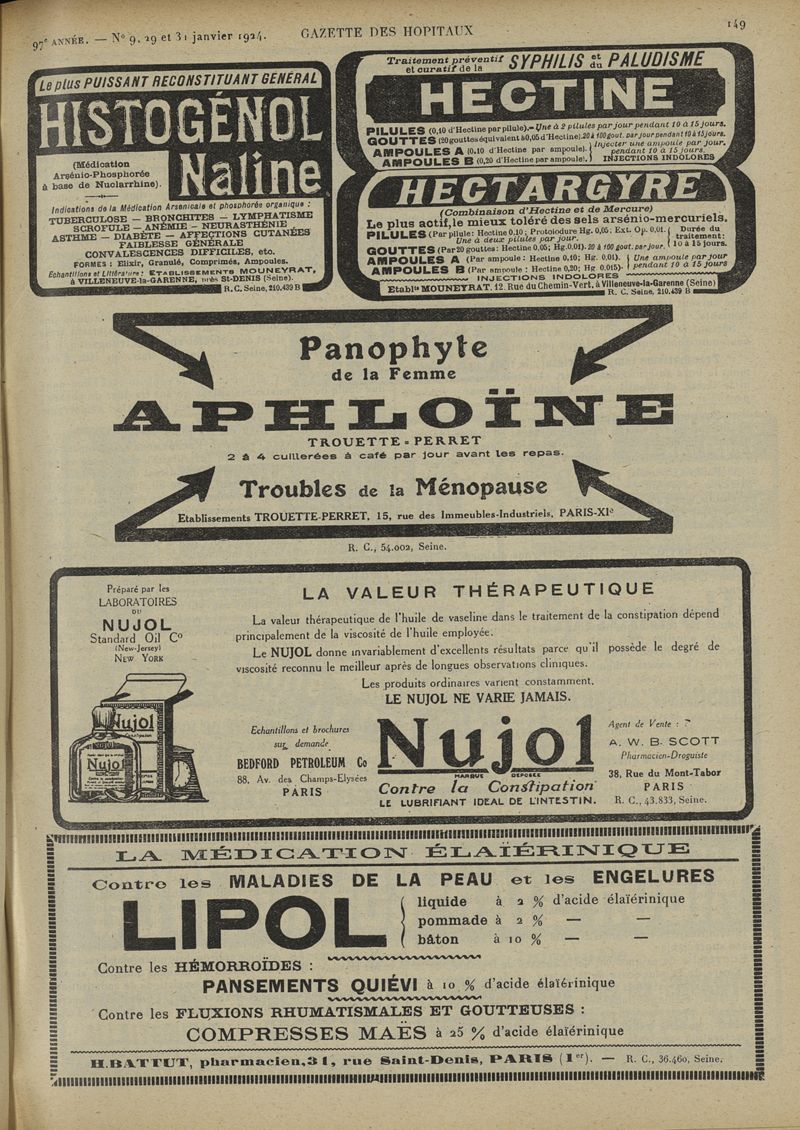 97e ANNÉE. — No 9, 29 et 31 janvier 1924.
GAZETTE DES HOPITAUX
149
Le plus PUISSANT RECONSTITUANT GÉNÉRAL
HISTOGÉNOL
Naline
(Médication
Arsénio-Phosphorée
à base de Nuclarrhine).
Indications de la Médication Arsenicale et phosphorée organique :
TUBERCULOSE — BRONCHITES — LYMPHATISME
SCROFULE — ANÉMIE — NEURASTHÉNIE
ASTHME — DIABÈTE — AFFECTIONS CUTANÉES
FAIBLESSE GÉNÉRALE
CONVALESCENCES DIFFICILES, etc.
FORMES : Elixir, Granulé, Comprimés, Ampoules.
Echantillons et Littérature : ETABLISSEMENTS MOUNEYRAT,
à VILLENEUVE-la-GARENNE, près St-DENIS (Seine).
R.C. Seine, 210.439 B
Traitement préventif et curatif de la SYPHILIS et du PALUDISME
HECTINE
PILULES (0,10 d'Hectine par pilule).- Une à 2 pilules par jour pendant 10 à 15 jours.
GOUTTES (20 gouttes équivalent à 0,05 d'Hectine). 20 à 100 gout. par jour pendant 10 à 15 jours.
AMPOULES A (0,10 d'Hectine par ampoule). Injecter une ampoule par jour,
AMPOULES B (0,20 d'Hectine par ampoule). pendant 10 à 15 jours.
INJECTIONS INDOLORES
HECTARGYRE
(Combinaison d'Hectine et de Mercure)
Le plus actif, le mieux toléré des sels arsénio-mercuriels.
PILULES (Par pilule : Hectine 0.10; Protoiodure Hg. 0,05; Ext. Op. 0,01.
Une à deux pilules par jour.
Durée du traitement: 10 à 15 jours.
GOUTTES (Par 20 gouttes : Hectine 0,05; Hg. 0,01). 20 à 100 gout. par jour.
AMPOULES A (Par ampoule : Hectine 0,10; Hg. 0,01). Une ampoule par jour
AMPOULES B (Par ampoule : Hectine 0,20; Hg. 0,015). pendant 10 à 15 jours
INJECTIONS INDOLORES
Etablts MOUNEYRAT, 12, Rue du Chemin-Vert, à Villeneuve-la-Garenne (Seine)
R. C. Seine, 210.439 B
Panophyte
de la Femme
APHLOÏNE
TROUETTE-PERRET
2 à 4 cuillerées à café par jour avant les repas.
Troubles de la Ménopause
Etablissements TROUETTE-PERRET, 15, rue des Immeubles-Industriels, PARIS-XIe
R. C., 54.002, Seine.
Préparé par les
LABORATOIRES
DU
NUJOL
Standard Oil Co
(New-Jersey)
NEW YORK
Nujol
Constipation
Nujol
LA VALEUR THÉRAPEUTIQUE
La valeur thérapeutique de l'huile de vaseline dans le traitement de la constipation dépend
principalement de la viscosité de l'huile employée.
Le NUJOL donne invariablement d'excellents résultats parce qu'il possède le degré de
viscosité reconnu le meilleur après de longues observations cliniques.
Les produits ordinaires varient constamment.
LE NUJOL NE VARIE JAMAIS.
Echantillons et brochures
sur demande
BEDFORD PETROLEUM Co
88, Av. des Champs-Elysées
PARIS
Nujol
MARQUE DÉPOSÉE
Contre la Constipation
LE LUBRIFIANT IDEAL DE L'INTESTIN.
Agent de Vente :
A. W. B. SCOTT
Pharmacien-Droguiste
38, Rue du Mont-Tabor
PARIS
R. C., 43.833, Seine.
LA MÉDICATION ÉLAÏÉRINIQUE
Contre les MALADIES DE LA PEAU et les ENGELURES
LIPOL
liquide à 2 % d'acide élaïérinique
pommade à 2 % — —
bâton à 10 % — —
Contre les HÉMORROÏDES :
PANSEMENTS QUIÉVI à 10 % d'acide élaïérinique
Contre les FLUXIONS RHUMATISMALES ET GOUTTEUSES :
COMPRESSES MAËS à 25 % d'acide élaïérinique
H. BATTUT, pharmacien, 31, rue Saint-Denis, PARIS (1er). — R. C., 36.460, Seine.